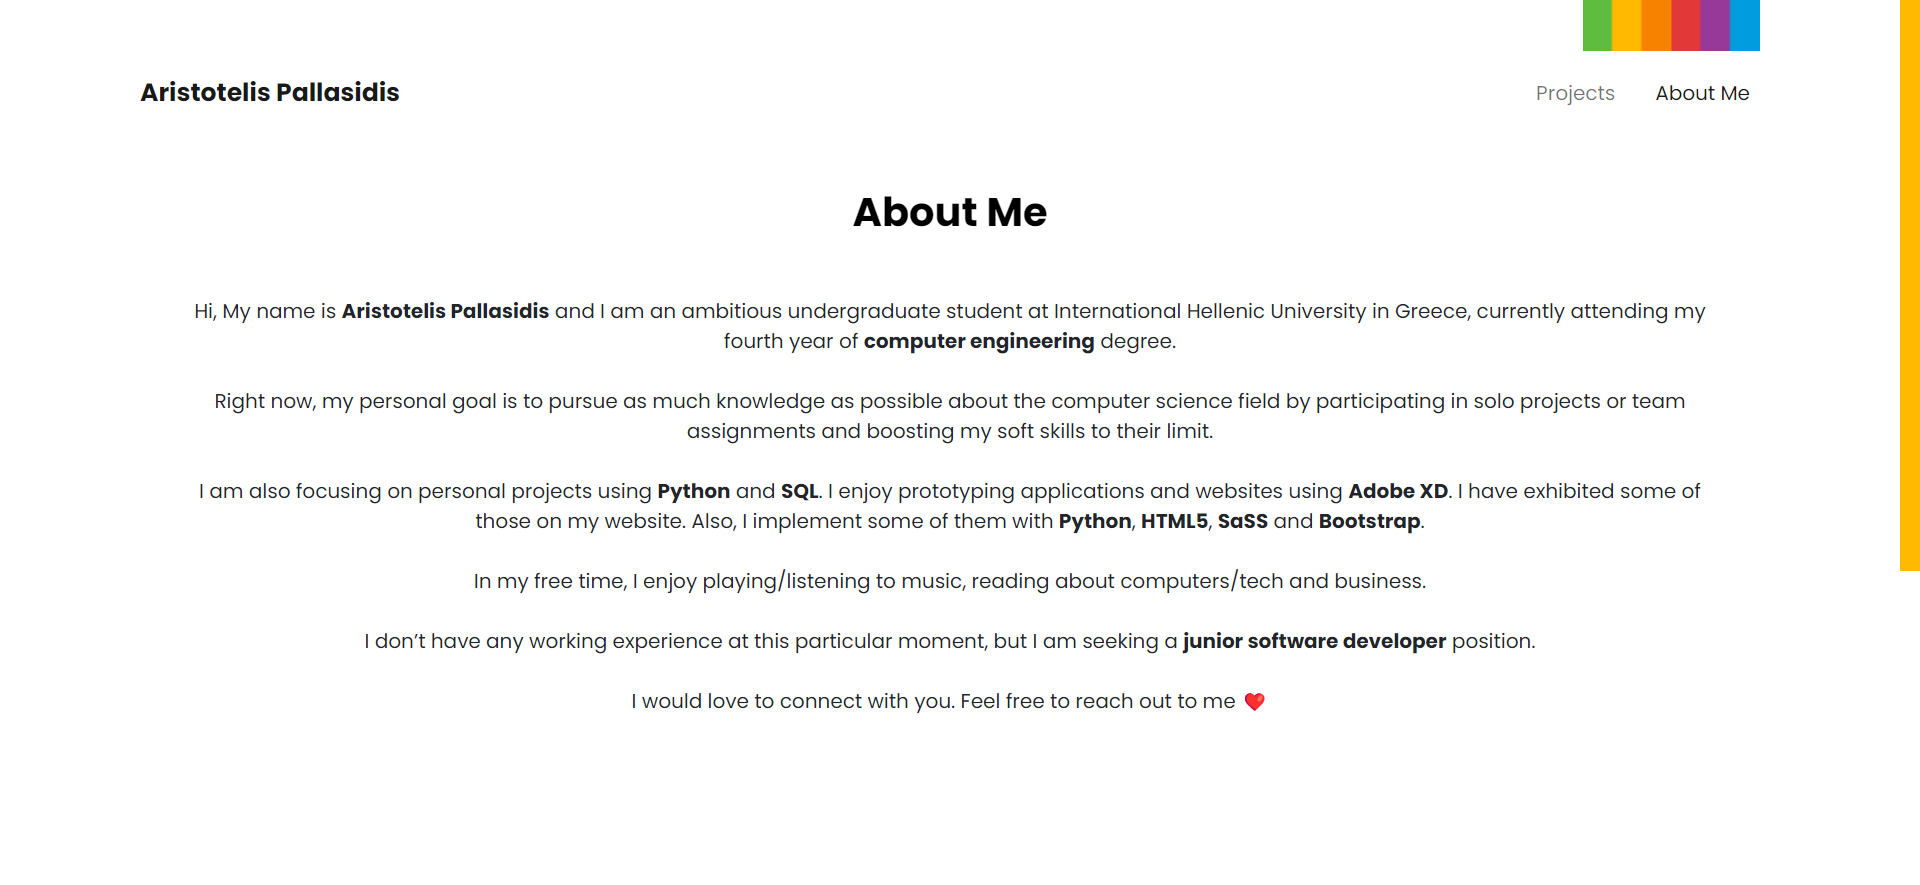 Aristotelis Pallasidis
Projects
About Me
About Me
Hi, My name is Aristotelis Pallasidis and I am an ambitious undergraduate student at International Hellenic University in Greece, currently attending my
fourth year of computer engineering degree.
Right now, my personal goal is to pursue as much knowledge as possible about the computer science field by participating in solo projects or team
assignments and boosting my soft skills to their limit.
I am also focusing on personal projects using Python and SQL. I enjoy prototyping applications and websites using Adobe XD. I have exhibited some of
those on my website. Also, I implement some of them with Python, HTML5, SaSS and Bootstrap.
In my free time, I enjoy playing/listening to music, reading about computers/tech and business.
I don’t have any working experience at this particular moment, but I am seeking a junior software developer position.
I would love to connect with you. Feel free to reach out to me ❤️